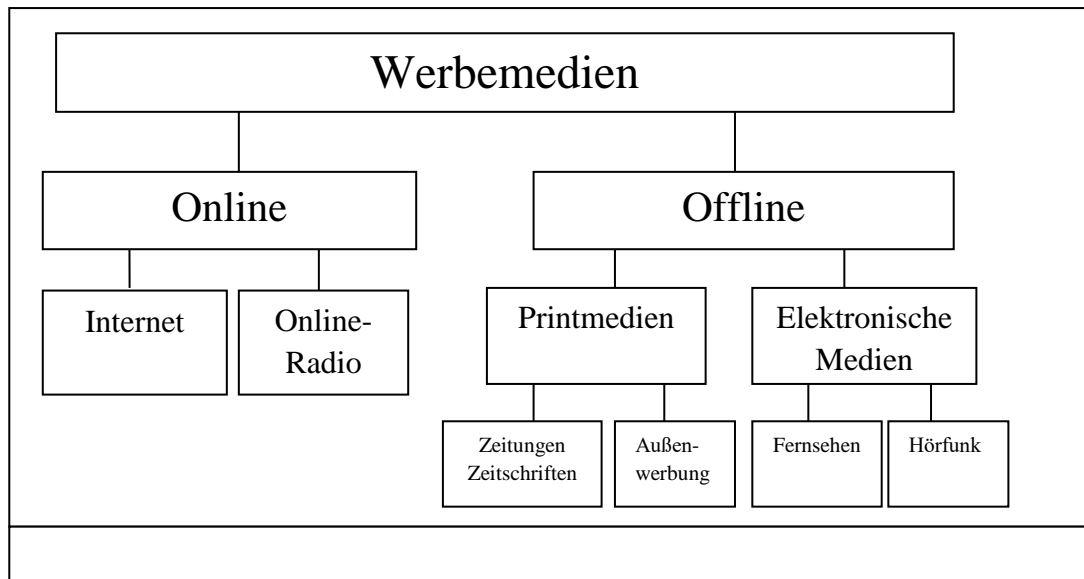 Werbemedien
Online
Offline
Internet
Online-
Radio
Printmedien
Elektronische
Medien
Zeitungen
Zeitschriften
Außen-
werbung
Fernsehen
Hörfunk